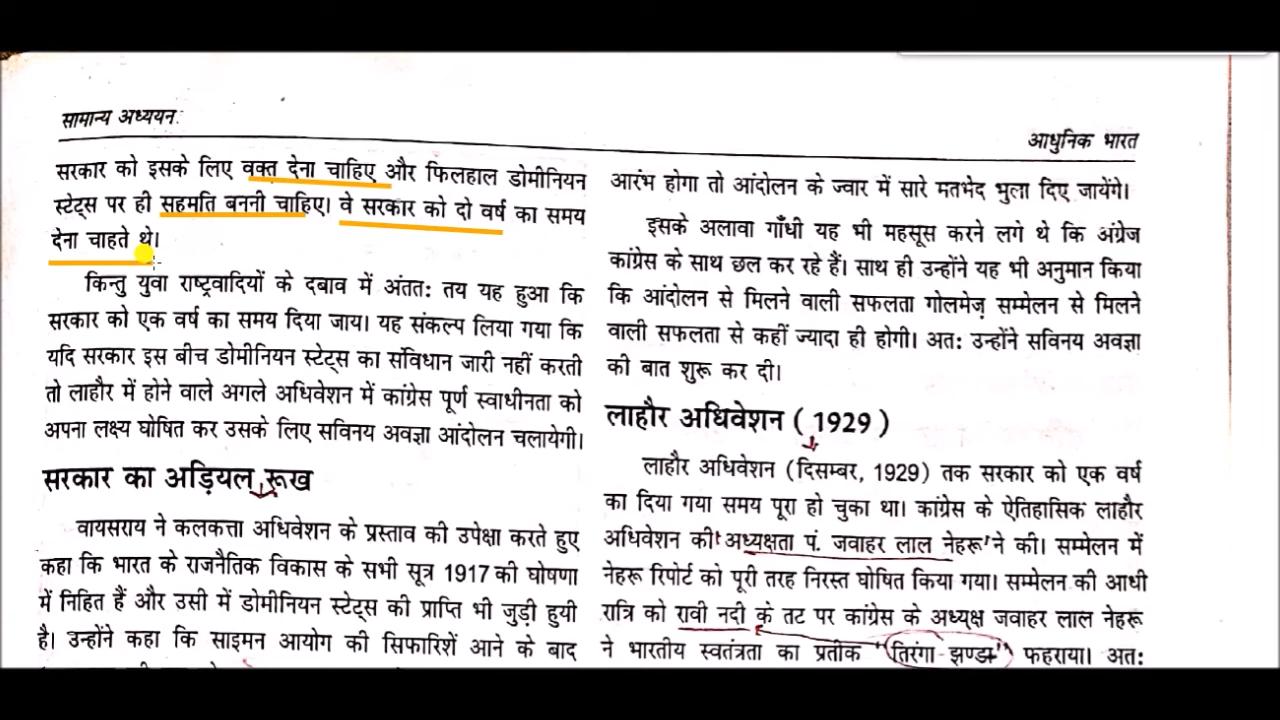 सामान्य अध्ययन
आधुनिक भारत
सरकार को इसके लिए वक्त देना चाहिए और फिलहाल डोमीनियन
स्टेट्स पर ही सहमति बननी चाहिए। वे सरकार को दो वर्ष का समय
देना चाहते थे।
किन्तु युवा राष्ट्रवादियों के दबाव में अंततः तय यह हुआ कि
सरकार को एक वर्ष का समय दिया जाय। यह संकल्प लिया गया कि
यदि सरकार इस बीच डोमीनियन स्टेट्स का संविधान जारी नहीं करती
तो लाहौर में होने वाले अगले अधिवेशन में कांग्रेस पूर्ण स्वाधीनता को
अपना लक्ष्य घोषित कर उसके लिए सविनय अवज्ञा आंदोलन चलायेगी।
सरकार का अड़ियल रूख
वायसराय ने कलकत्ता अधिवेशन के प्रस्ताव की उपेक्षा करते हुए
कहा कि भारत के राजनैतिक विकास के सभी सूत्र 1917 की घोषणा
में निहित हैं और उसी में डोमीनियन स्टेट्स की प्राप्ति भी जुड़ी हुयी
है। उन्होंने कहा कि साइमन आयोग की सिफारिशें आने के बाद
आरंभ होगा तो आंदोलन के ज्वार में सारे मतभेद भुला दिए जायेंगे।
इसके अलावा गाँधी यह भी महसूस करने लगे थे कि अंग्रेज
कांग्रेस के साथ छल कर रहे हैं। साथ ही उन्होंने यह भी अनुमान किया
कि आंदोलन से मिलने वाली सफलता गोलमेज़ सम्मेलन से मिलने
वाली सफलता से कहीं ज्यादा ही होगी। अतः उन्होंने सविनय अवज्ञा
की बात शुरू कर दी।
लाहौर अधिवेशन ( 1929 )
लाहौर अधिवेशन (दिसम्बर, 1929) तक सरकार को एक वर्ष
का दिया गया समय पूरा हो चुका था। कांग्रेस के ऐतिहासिक लाहौर
अधिवेशन की अध्यक्षता पं. जवाहर लाल नेहरू ने की। सम्मेलन में
नेहरू रिपोर्ट को पूरी तरह निरस्त घोषित किया गया। सम्मेलन की आधी
रात्रि को रावी नदी के तट पर कांग्रेस के अध्यक्ष जवाहर लाल नेहरू
ने भारतीय स्वतंत्रता का प्रतीक "तिरंगा झण्डा" फहराया। अतः